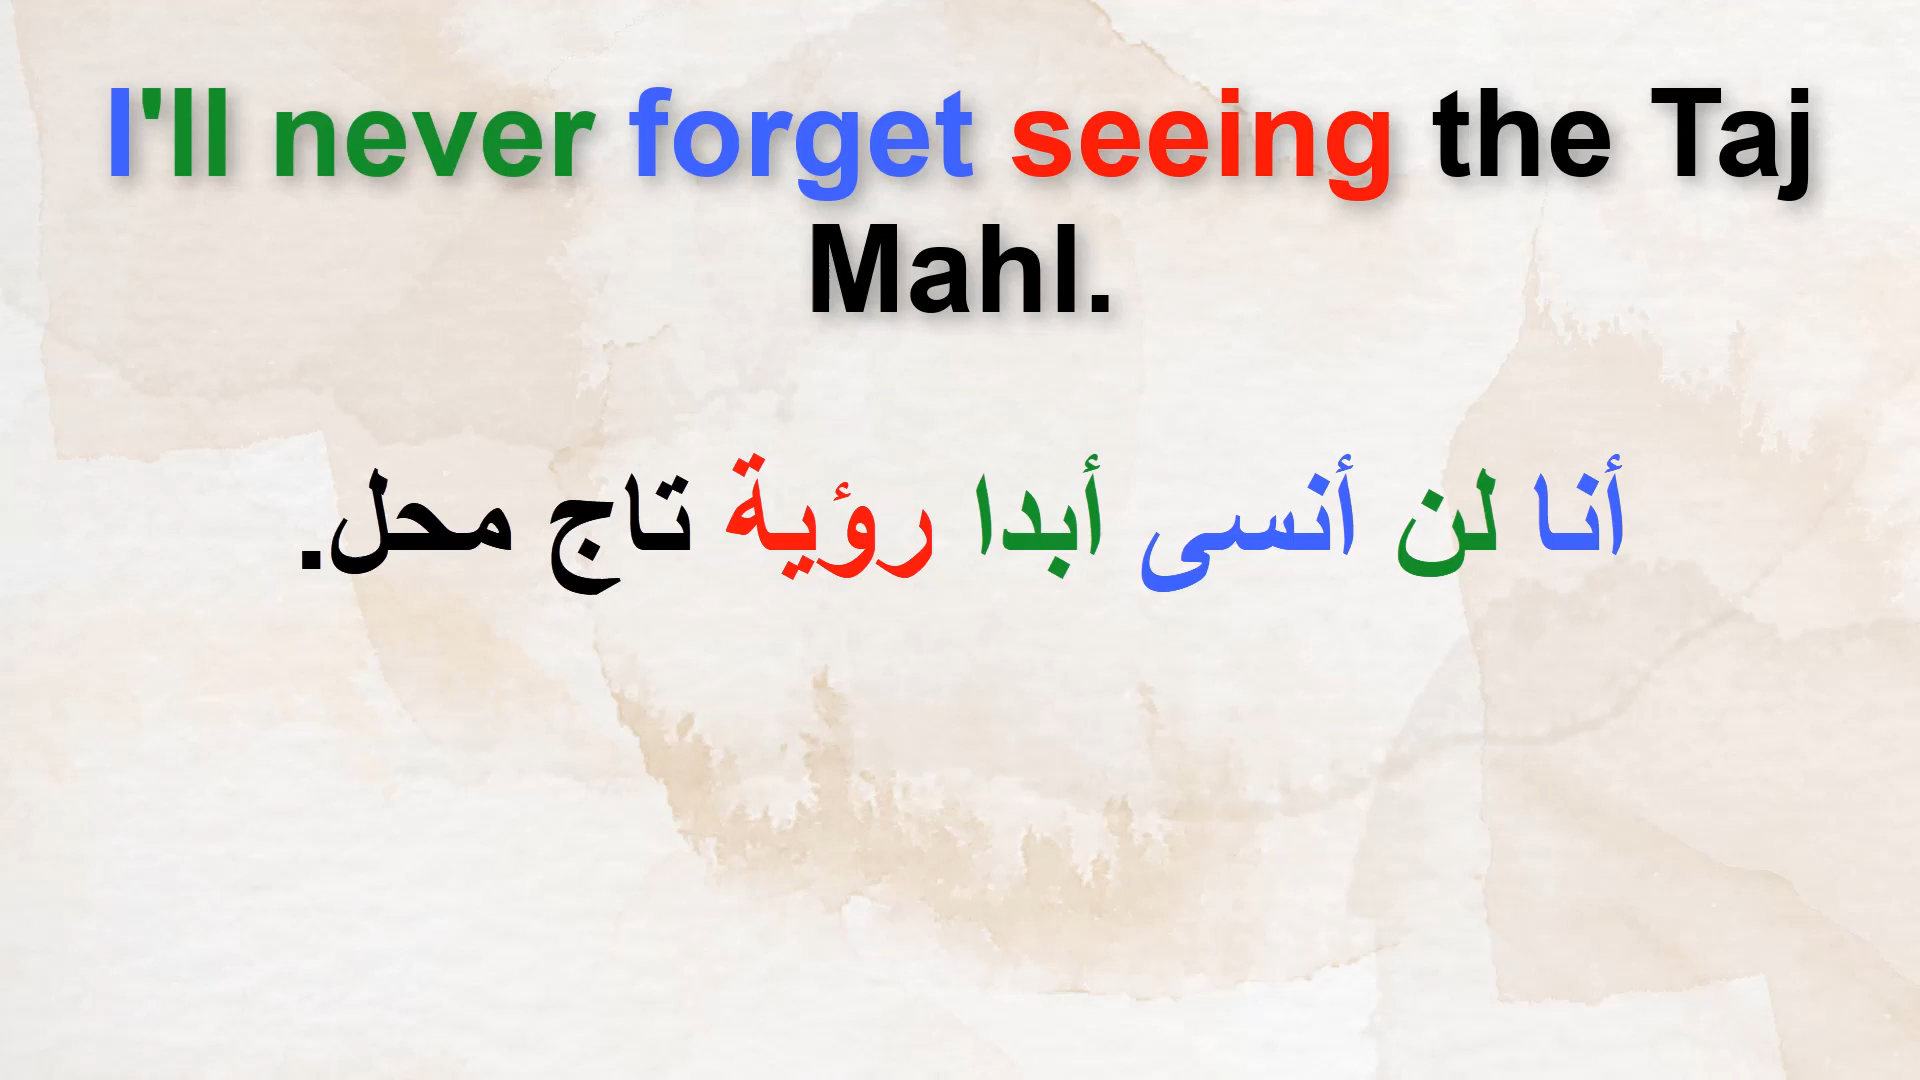 I'll never forget seeing the Taj
Mahl.
أنا لن أنسى أبدا رؤية تاج محل.